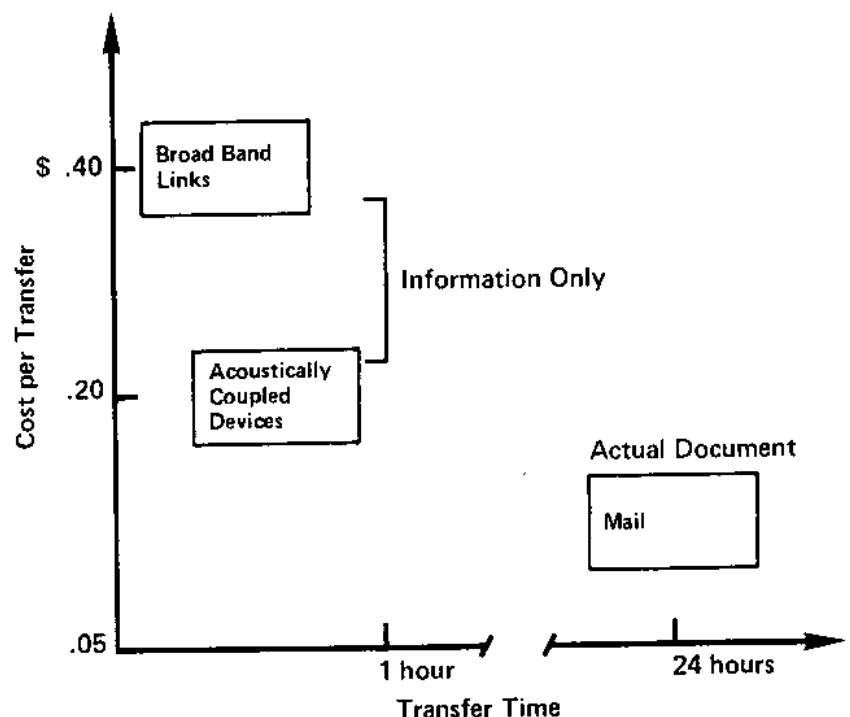 Broad Band
Links
$ .40
Cost per Transfer
Information Only
Acoustically
Coupled
Devices
.20
Actual Document
Mail
.05
1 hour
24 hours
Transfer Time